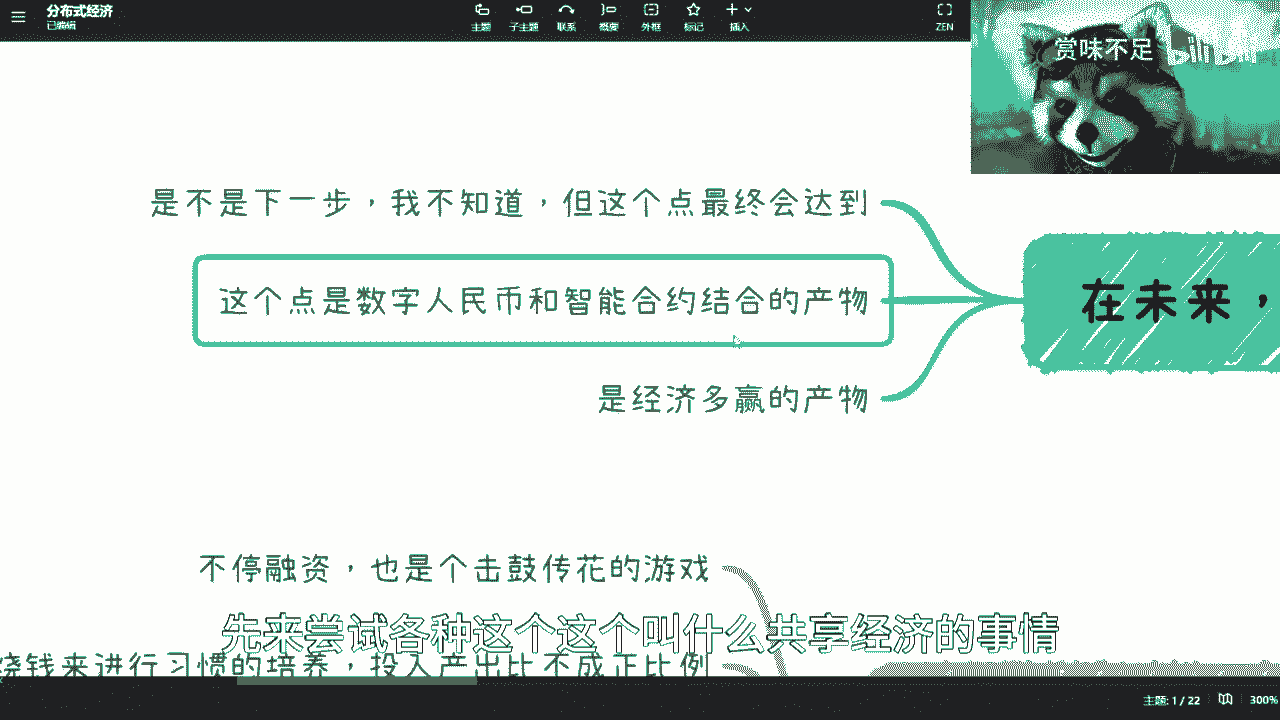 分布式经济
已编辑
主题
子主题
联系
概要
外框
标记
插入
ZEN
赏味不足
bilibili
是不是下一步，我不知道，但这个点最终会达到
这个点是数字人民币和智能合约结合的产物
在未来，
是经济多赢的产物
不停融资，也是个击鼓传花的游戏
先来尝试各种这个这个叫什么共享经济的事情
烧钱来进行习惯的培养，投入产出比不成正比例
主题: 1 / 22
300%